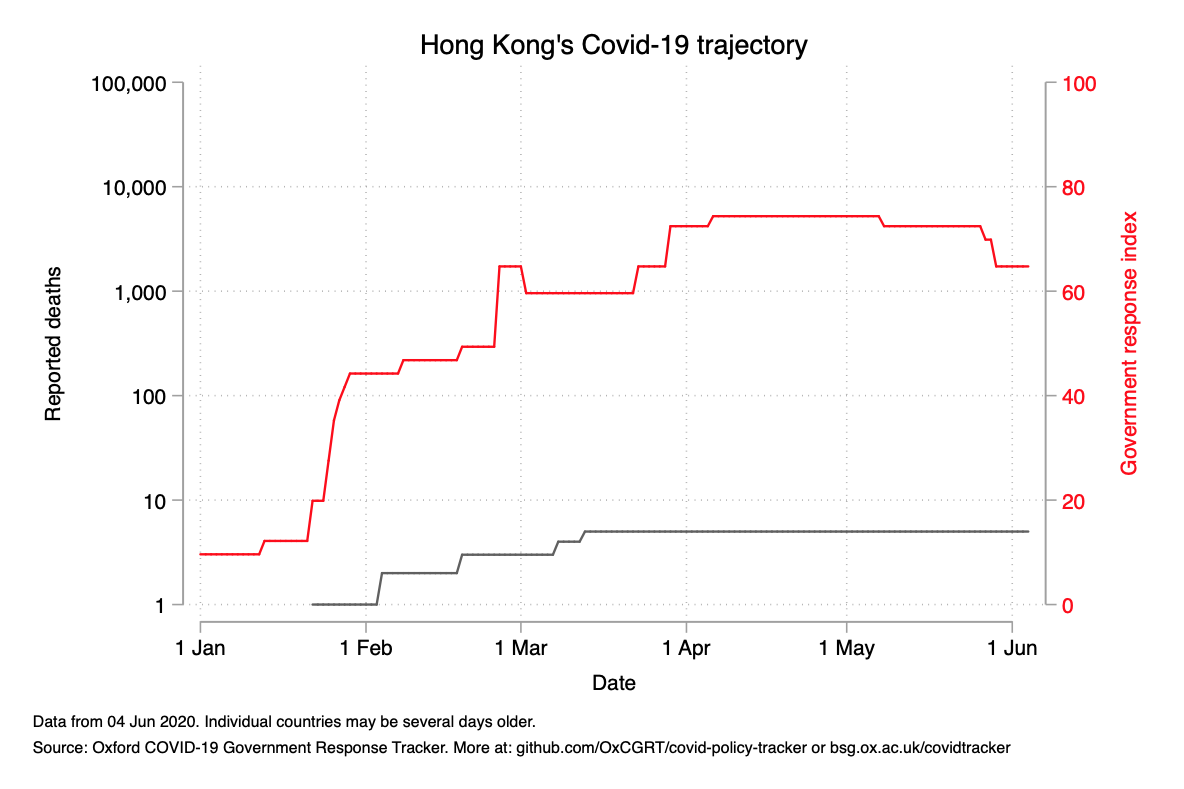 Hong Kong's Covid-19 trajectory
100,000
10,000
1,000
100
10
1
Reported deaths
100
80
60
40
20
0
Government response index
1 Jan 1 Feb 1 Mar 1 Apr 1 May 1 Jun
Date
Data from 04 Jun 2020. Individual countries may be several days older.
Source: Oxford COVID-19 Government Response Tracker. More at: github.com/OxCGRT/covid-policy-tracker or bsg.ox.ac.uk/covidtracker